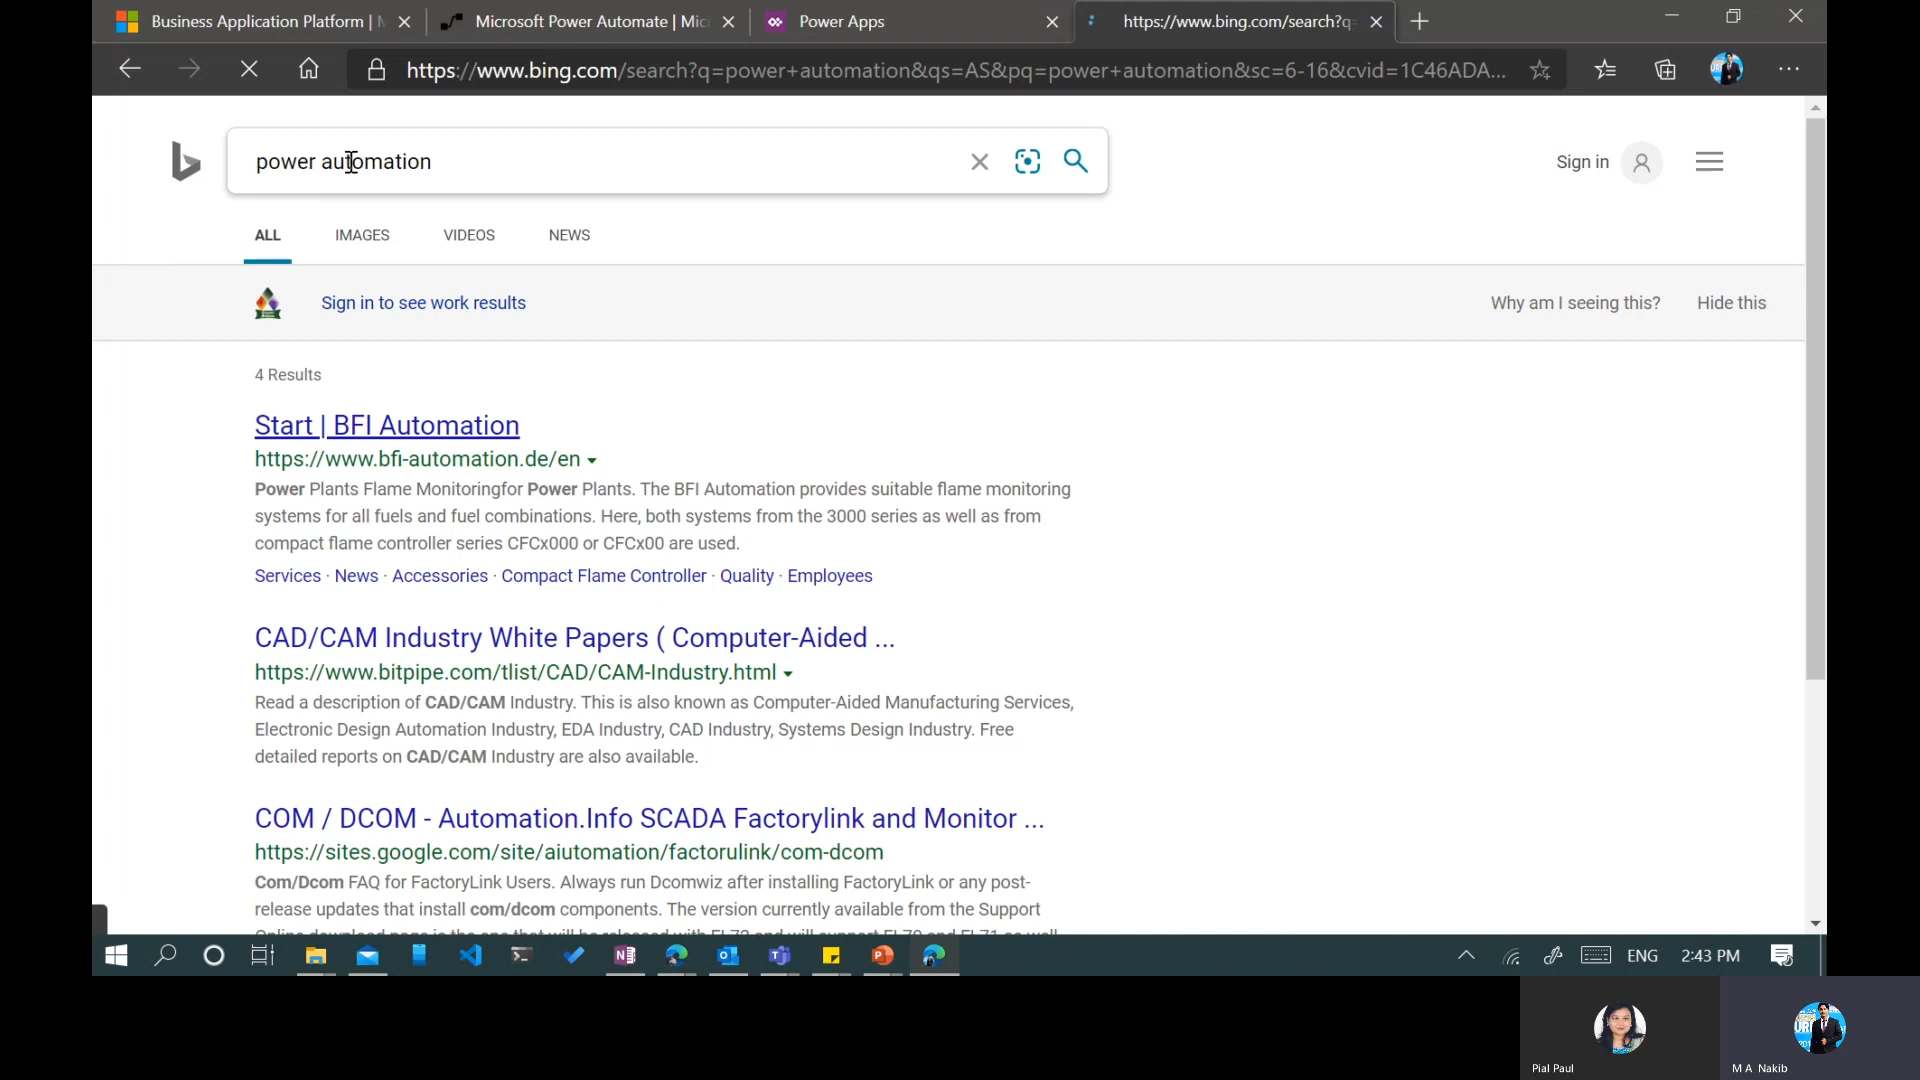 Business Application Platform | M
Microsoft Power Automate | Mic
Power Apps
https://www.bing.com/search?q=
https://www.bing.com/search?q=power+automation&qs=AS&pq=power+automation&sc=6-16&cvid=1C46ADA...
power automation
Sign in
ALL
IMAGES
VIDEOS
NEWS
Sign in to see work results
Why am I seeing this?
Hide this
4 Results
Start | BFI Automation
https://www.bfi-automation.de/en
Power Plants Flame Monitoringfor Power Plants. The BFI Automation provides suitable flame monitoring
systems for all fuels and fuel combinations. Here, both systems from the 3000 series as well as from
compact flame controller series CFCx000 or CFCx00 are used.
Services · News · Accessories · Compact Flame Controller · Quality · Employees
CAD/CAM Industry White Papers ( Computer-Aided ...
https://www.bitpipe.com/tlist/CAD/CAM-Industry.html
Read a description of CAD/CAM Industry. This is also known as Computer-Aided Manufacturing Services,
Electronic Design Automation Industry, EDA Industry, CAD Industry, Systems Design Industry. Free
detailed reports on CAD/CAM Industry are also available.
COM / DCOM - Automation.Info SCADA Factorylink and Monitor ...
https://sites.google.com/site/aiutomation/factorulink/com-dcom
Com/Dcom FAQ for FactoryLink Users. Always run Dcomwiz after installing FactoryLink or any post-
release updates that install com/dcom components. The version currently available from the Support
ENG
2:43 PM
Pial Paul
M A Nakib